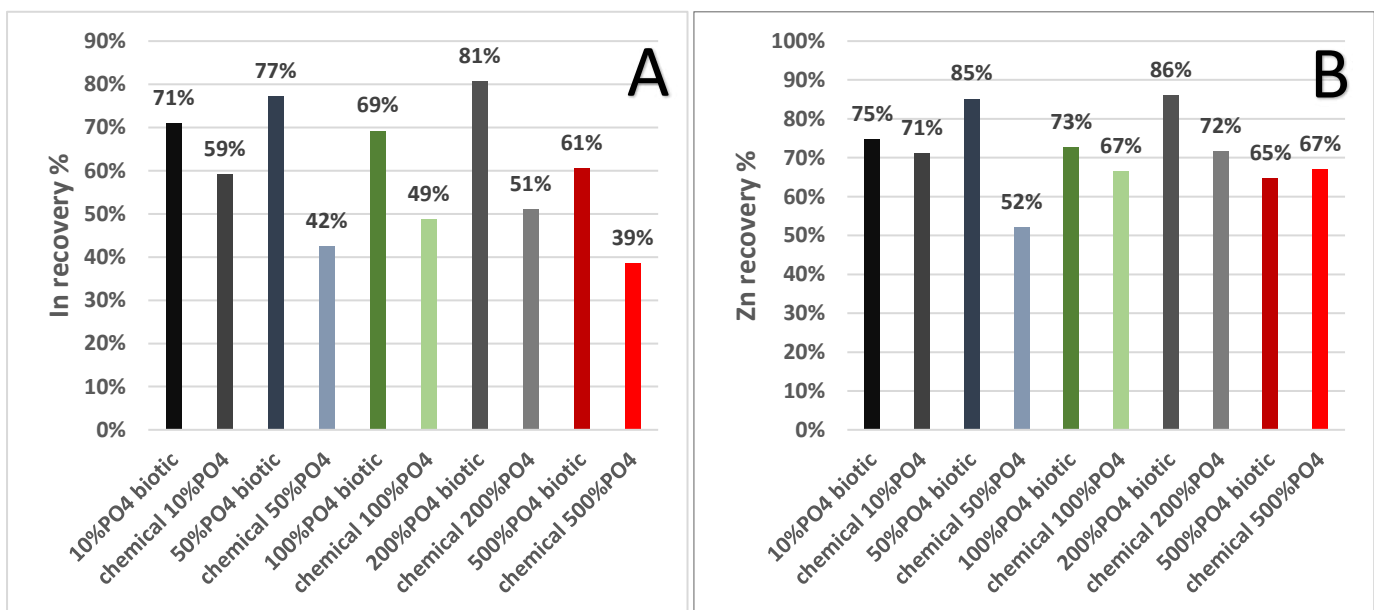 A
In recovery %
90%
80%
70%
60%
50%
40%
30%
20%
10%
0%
71%
59%
77%
42%
69%
49%
81%
51%
61%
39%
10%PO4 biotic
chemical 10%PO4
50%PO4 biotic
chemical 50%PO4
100%PO4 biotic
chemical 100%PO4
200%PO4 biotic
chemical 200%PO4
500%PO4 biotic
chemical 500%PO4
B
Zn recovery %
100%
90%
80%
70%
60%
50%
40%
30%
20%
10%
0%
75%
71%
85%
52%
73%
67%
86%
72%
65%
67%
10%PO4 biotic
chemical 10%PO4
50%PO4 biotic
chemical 50%PO4
100%PO4 biotic
chemical 100%PO4
200%PO4 biotic
chemical 200%PO4
500%PO4 biotic
chemical 500%PO4